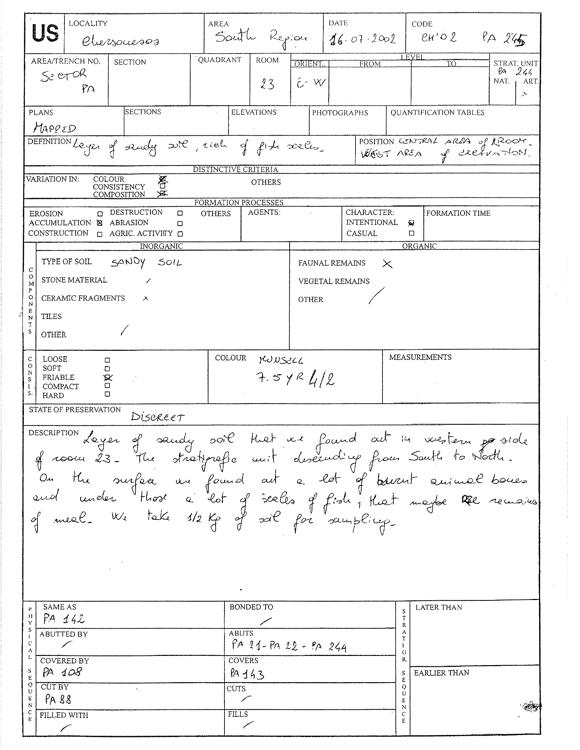 US
LOCALITY
Chersonesos
AREA
South Region
DATE
16-07-2002
CODE
CH'02 PA 245
AREA/TRENCH NO.
SECTOR
PA
SECTION
QUADRANT
ROOM
23
LEVEL
ORIENT. FROM TO
W
STRAT. UNIT
PA 244
NAT. ART.
x
PLANS
MAPPED
SECTIONS
ELEVATIONS
PHOTOGRAPHS
QUANTIFICATION TABLES
DEFINITION Layer of sandy soil, rich of fish scales.
POSITION CENTRAL AREA of ROOM.
WEST AREA of excavation.
DISTINCTIVE CRITERIA
VARIATION IN: COLOUR
CONSISTENCY
COMPOSITION
OTHERS
FORMATION PROCESSES
EROSION DESTRUCTION OTHERS
ACCUMULATION ABRASION
CONSTRUCTION AGRIC. ACTIVITY
AGENTS:
CHARACTER:
INTENTIONAL
CASUAL
FORMATION TIME
COMPONENTS
INORGANIC
TYPE OF SOIL SANDY SOIL
STONE MATERIAL /
CERAMIC FRAGMENTS x
TILES
OTHER /
ORGANIC
FAUNAL REMAINS X
VEGETAL REMAINS
OTHER /
CONSIS.
LOOSE
SOFT
FRIABLE
COMPACT
HARD
COLOUR MUNSELL
7.5 YR 4/2
MEASUREMENTS
STATE OF PRESERVATION
DISCREET
DESCRIPTION Layer of sandy soil that we found act in western side
of room 23 - The stratigrafic unit discending from South to North.
On the surface we found act a lot of burent animal bones
and under those a lot of scales of fish, that maybe are remains
of meal. We take 1/2 Kg of soil for sampling.
PHYSICAL SEQUENCE
SAME AS
PA 142
BONDED TO
/
ABUTTED BY
/
ABUTS
PA 21 - PA 22 - PA 244
COVERED BY
PA 108
COVERS
PA 143
CUT BY
PA 88
CUTS
/
FILLED WITH
/
FILLS
/
STRATIGR. SEQUENCE
LATER THAN
EARLIER THAN